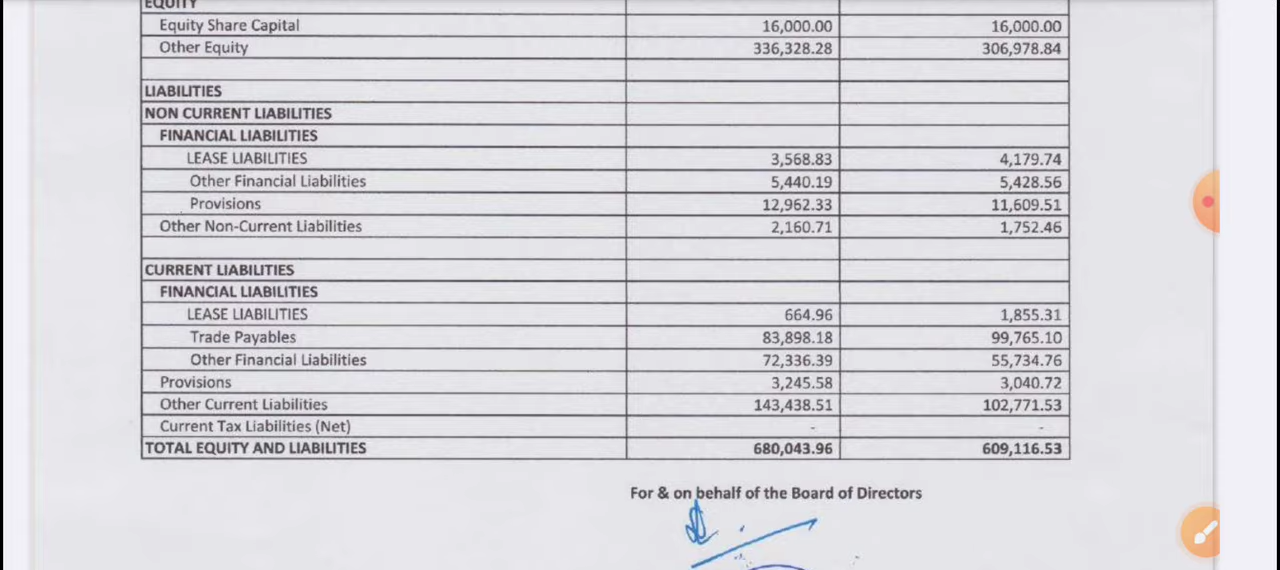 EQUITY
Equity Share Capital 16,000.00 16,000.00
Other Equity 336,328.28 306,978.84
LIABILITIES
NON CURRENT LIABILITIES
FINANCIAL LIABILITIES
LEASE LIABILITIES 3,568.83 4,179.74
Other Financial Liabilities 5,440.19 5,428.56
Provisions 12,962.33 11,609.51
Other Non-Current Liabilities 2,160.71 1,752.46
CURRENT LIABILITIES
FINANCIAL LIABILITIES
LEASE LIABILITIES 664.96 1,855.31
Trade Payables 83,898.18 99,765.10
Other Financial Liabilities 72,336.39 55,734.76
Provisions 3,245.58 3,040.72
Other Current Liabilities 143,438.51 102,771.53
Current Tax Liabilities (Net) - -
TOTAL EQUITY AND LIABILITIES 680,043.96 609,116.53
For & on behalf of the Board of Directors